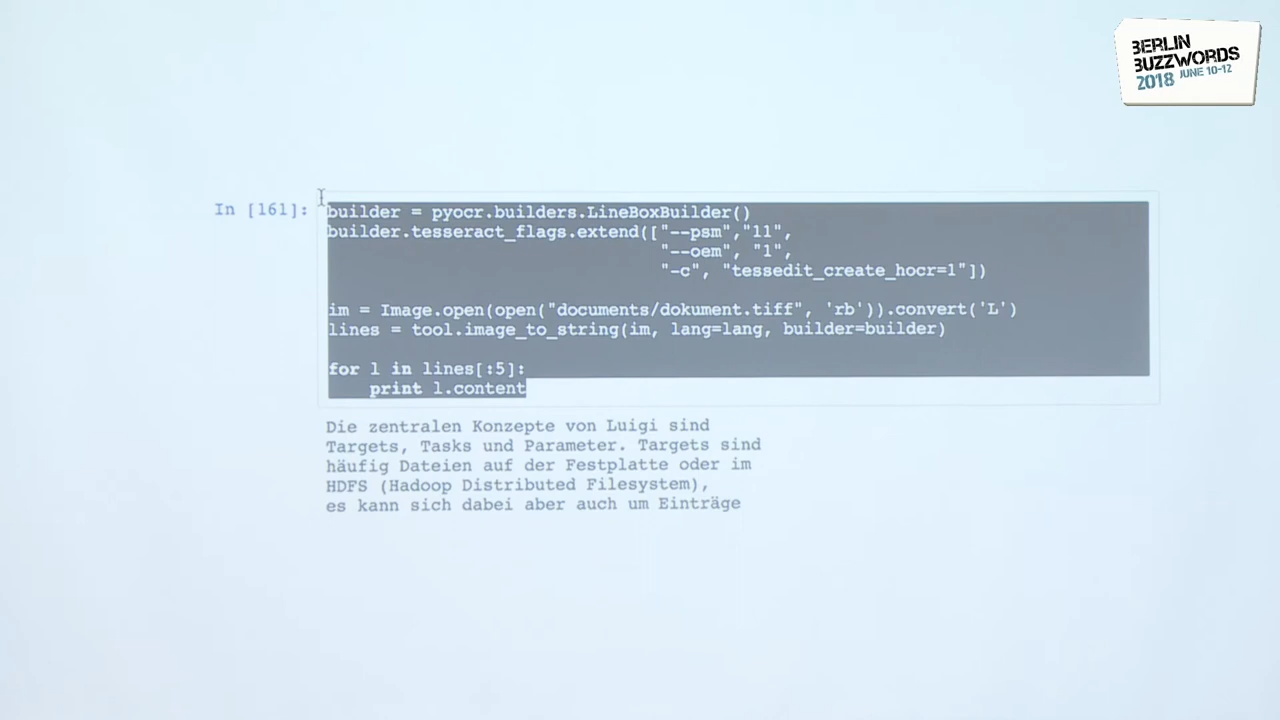 BERLIN
BUZZWORDS
2018 JUNE 10-12
In [161]:
builder = pyocr.builders.LineBoxBuilder()
builder.tesseract_flags.extend(["--psm","11",
"--oem", "1",
"-c", "tessedit_create_hocr=1"])
im = Image.open(open("documents/dokument.tiff", 'rb')).convert('L')
lines = tool.image_to_string(im, lang=lang, builder=builder)
for l in lines[:5]:
print l.content
Die zentralen Konzepte von Luigi sind
Targets, Tasks und Parameter. Targets sind
häufig Dateien auf der Festplatte oder im
HDFS (Hadoop Distributed Filesystem),
es kann sich dabei aber auch um Einträge